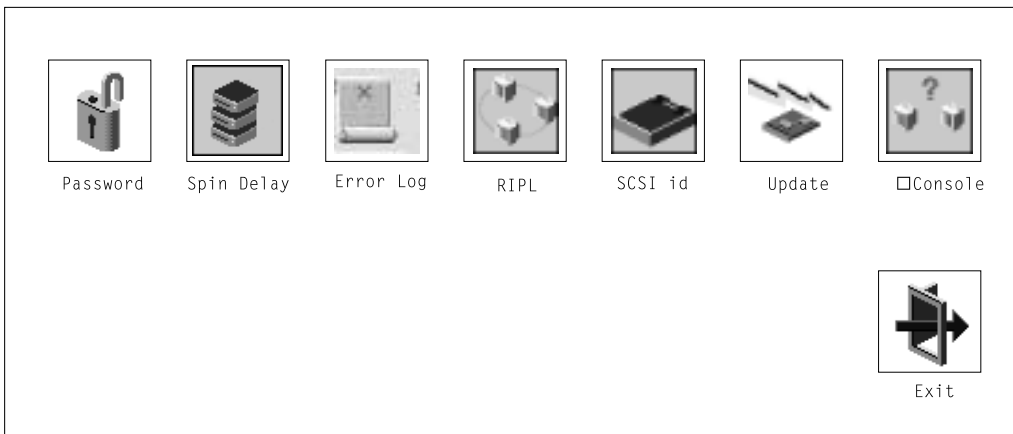 Password
Spin Delay
Error Log
RIPL
SCSI id
Update
□Console
?
Exit